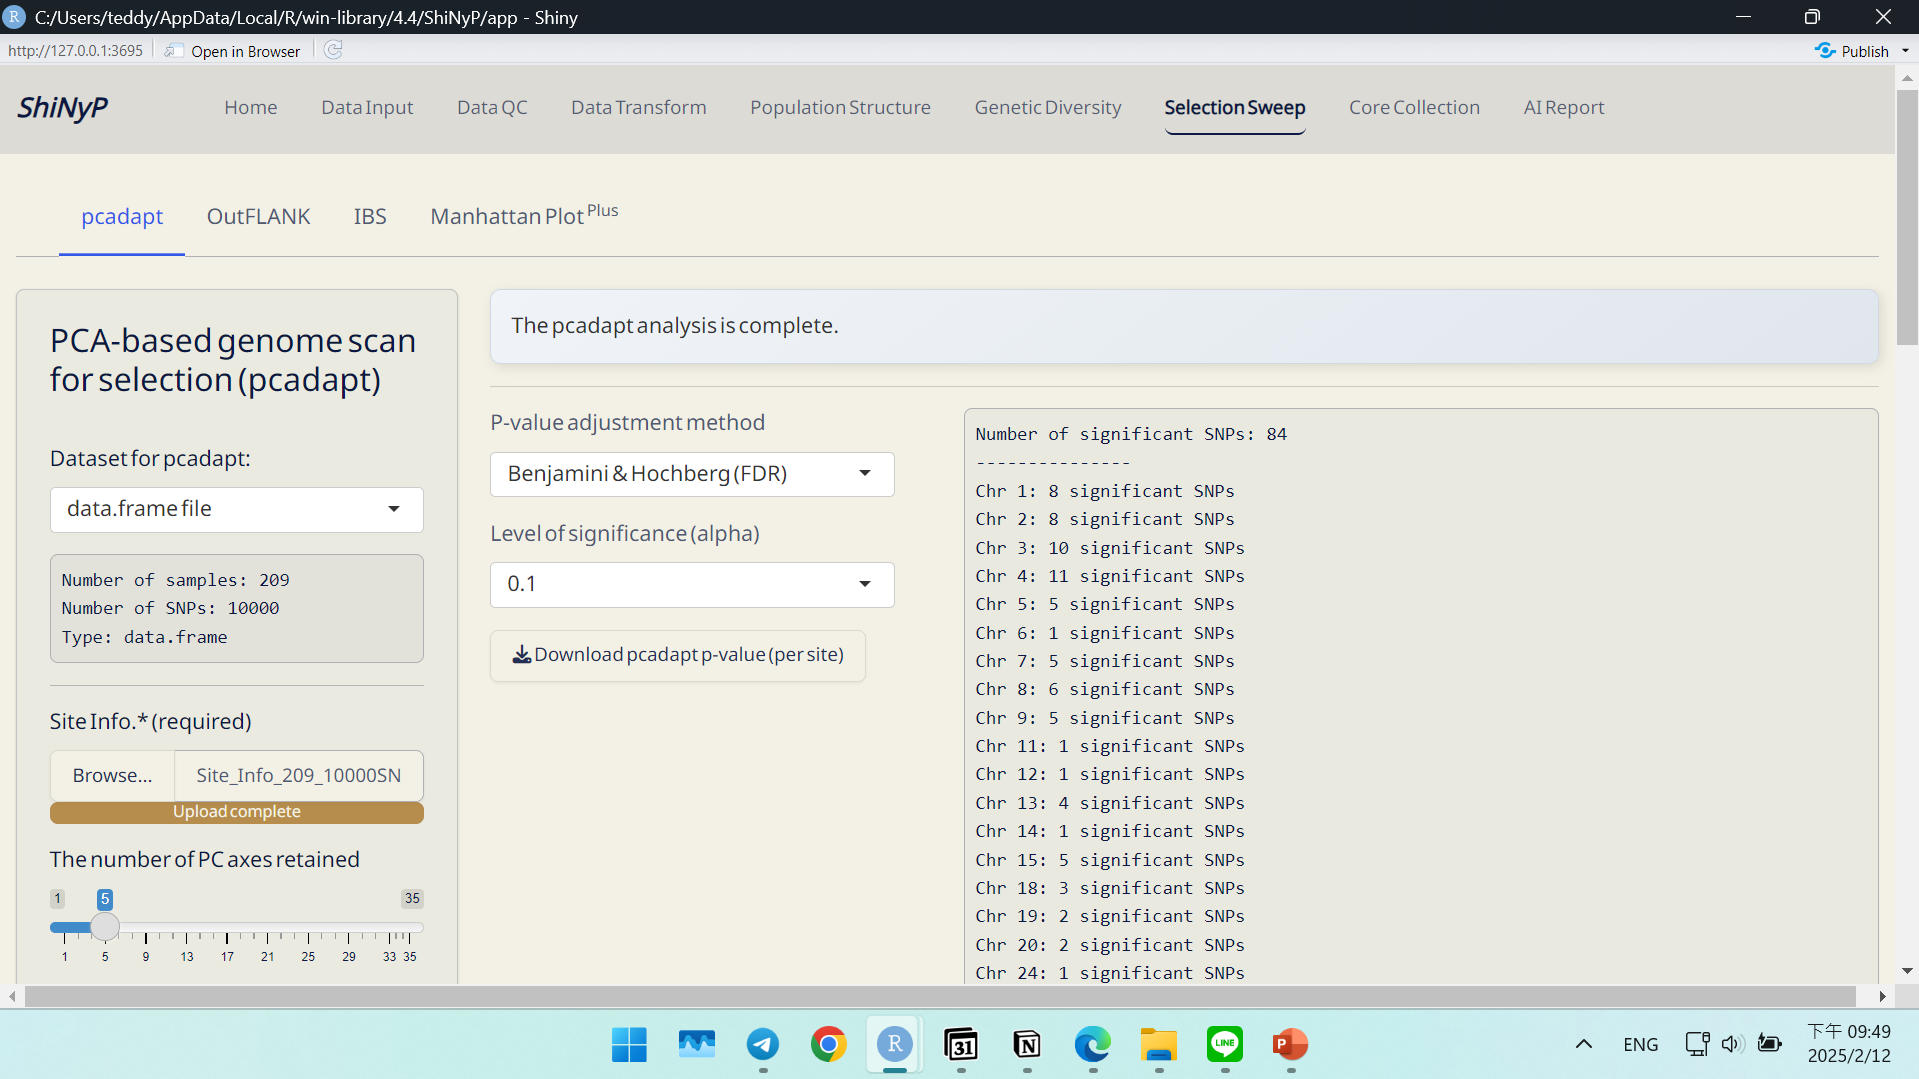 C:/Users/teddy/AppData/Local/R/win-library/4.4/ShiNyP/app - Shiny
http://127.0.0.1:3695
Open in Browser
Publish
ShiNyP
Home
Data Input
Data QC
Data Transform
Population Structure
Genetic Diversity
Selection Sweep
Core Collection
AI Report
pcadapt
OutFLANK
IBS
Manhattan Plot Plus
PCA-based genome scan
for selection (pcadapt)
Dataset for pcadapt:
data.frame file
Number of samples: 209
Number of SNPs: 10000
Type: data.frame
Site Info.* (required)
Browse...
Site_Info_209_10000SN
Upload complete
The number of PC axes retained
1
5
35
1 5 9 13 17 21 25 29 33 35
The pcadapt analysis is complete.
P-value adjustment method
Benjamini & Hochberg (FDR)
Level of significance (alpha)
0.1
Download pcadapt p-value (per site)
Number of significant SNPs: 84
---------------
Chr 1: 8 significant SNPs
Chr 2: 8 significant SNPs
Chr 3: 10 significant SNPs
Chr 4: 11 significant SNPs
Chr 5: 5 significant SNPs
Chr 6: 1 significant SNPs
Chr 7: 5 significant SNPs
Chr 8: 6 significant SNPs
Chr 9: 5 significant SNPs
Chr 11: 1 significant SNPs
Chr 12: 1 significant SNPs
Chr 13: 4 significant SNPs
Chr 14: 1 significant SNPs
Chr 15: 5 significant SNPs
Chr 18: 3 significant SNPs
Chr 19: 2 significant SNPs
Chr 20: 2 significant SNPs
Chr 24: 1 significant SNPs
R
31
N
LINE
P
ENG
下午 09:49
2025/2/12